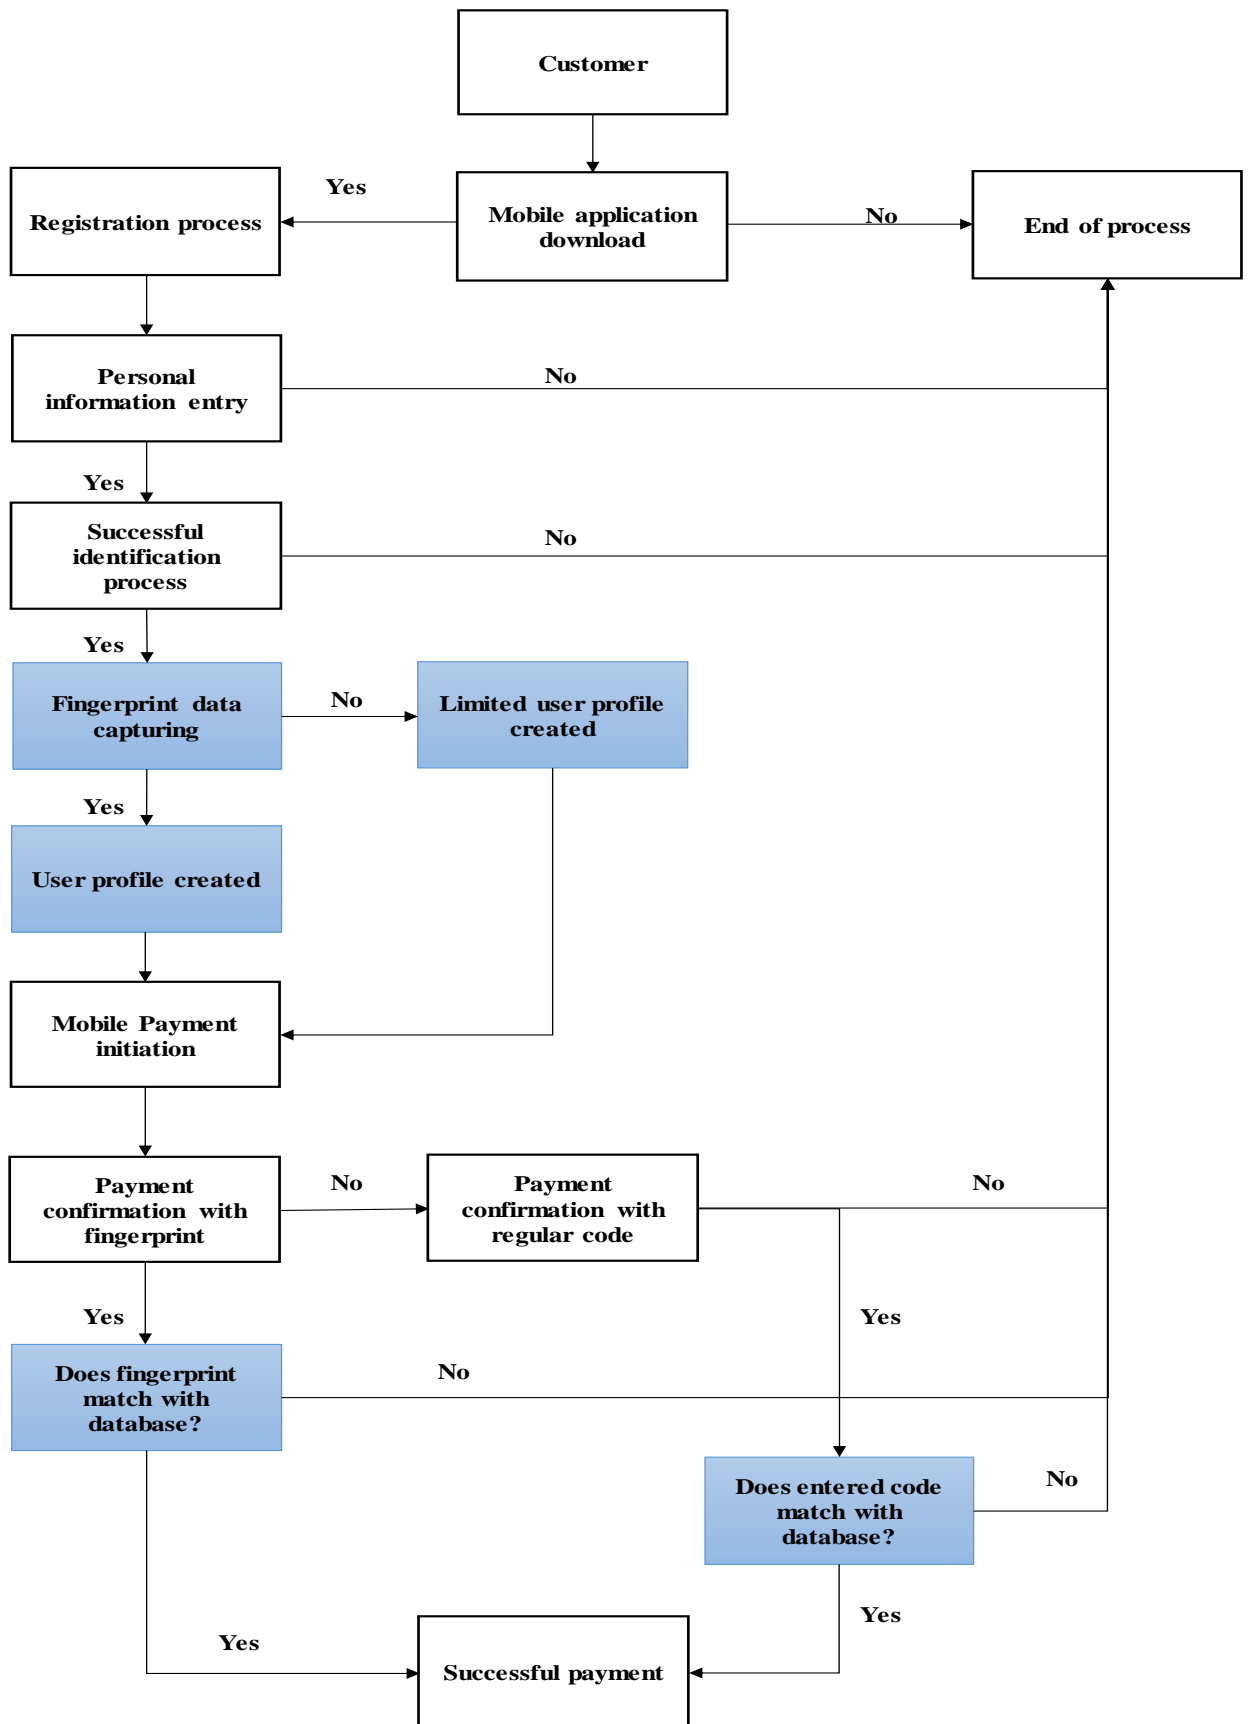 Customer
Yes
Registration process
Mobile application
download
No
End of process
Personal
information entry
No
Yes
Successful
identification
process
No
Yes
Fingerprint data
capturing
No
Limited user profile
created
Yes
User profile created
Mobile Payment
initiation
Payment
confirmation with
fingerprint
No
Payment
confirmation with
regular code
No
Yes
Yes
Does fingerprint
match with
database?
No
Does entered code
match with
database?
No
Yes
Yes
Successful payment